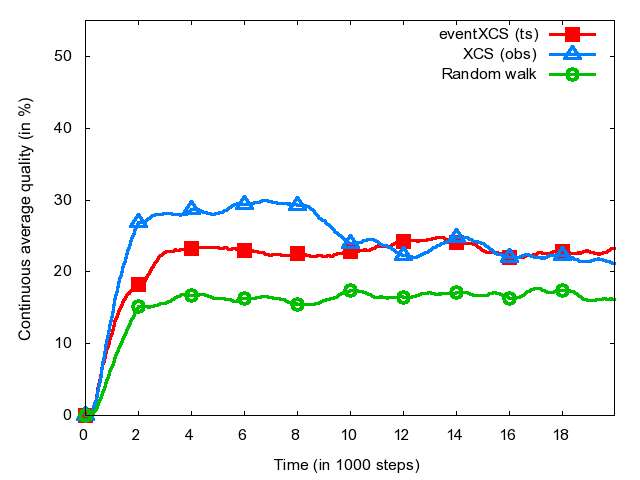 eventXCS (ts)
XCS (obs)
Random walk
Continuous average quality (in %)
50
40
30
20
10
0
0 2 4 6 8 10 12 14 16 18
Time (in 1000 steps)